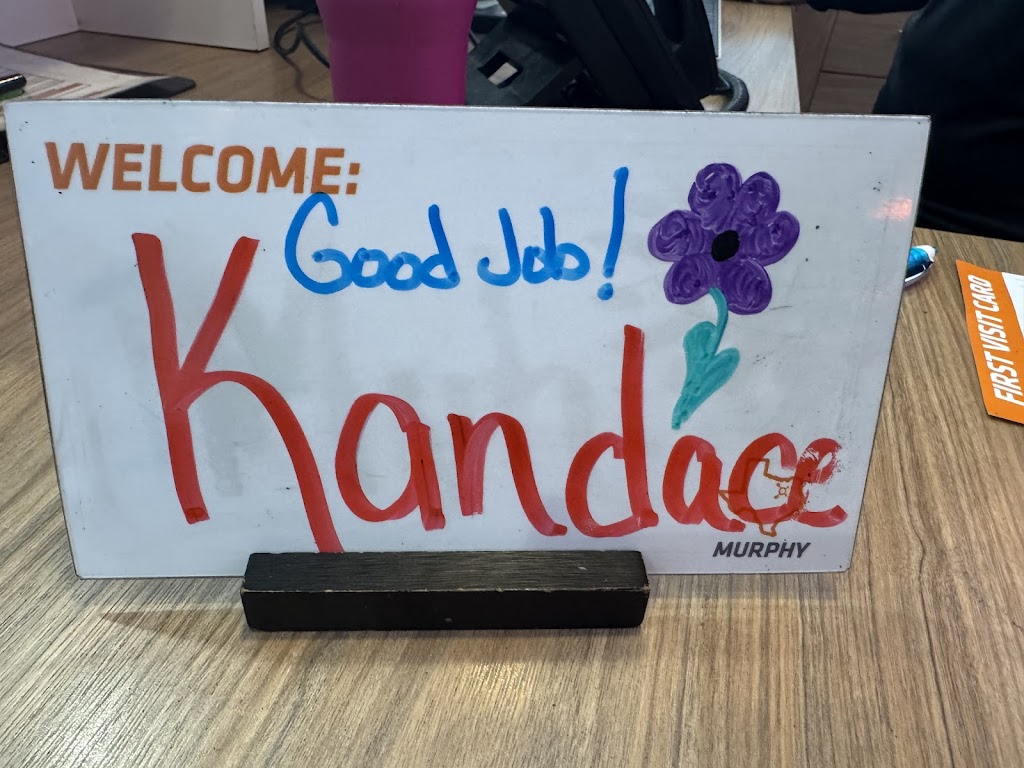 WELCOME:
Good Job!
Kandace
MURPHY
FIRST VISIT CARD